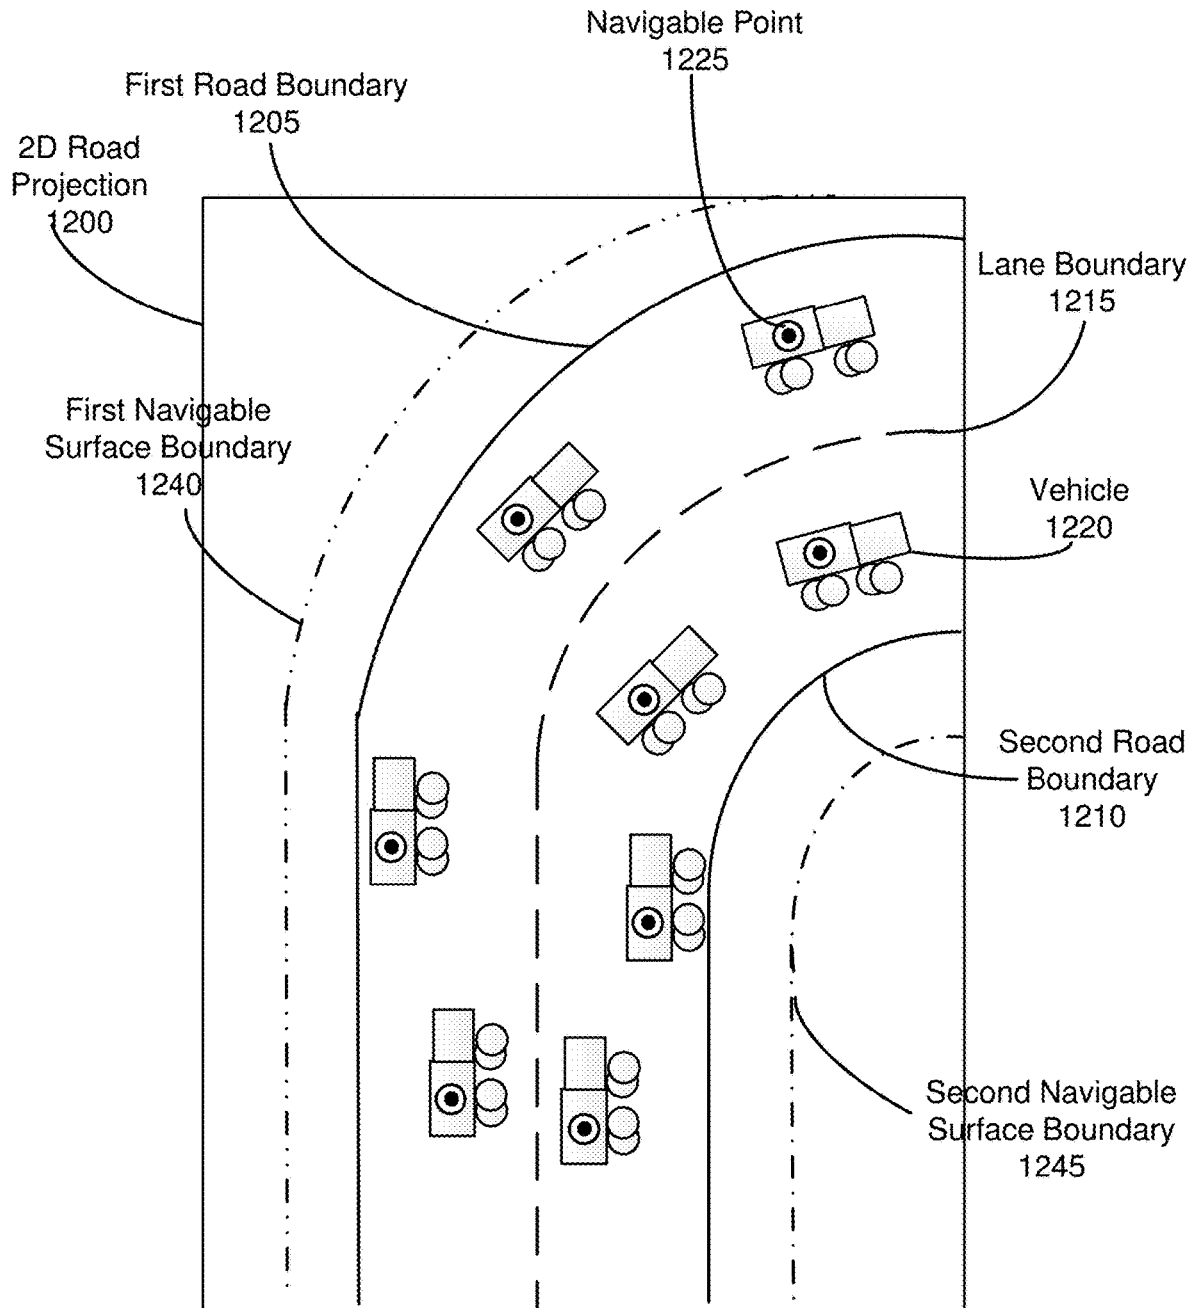 Navigable Point
1225
First Road Boundary
1205
2D Road
Projection
1200
Lane Boundary
1215
First Navigable
Surface Boundary
1240
Vehicle
1220
Second Road
Boundary
1210
Second Navigable
Surface Boundary
1245